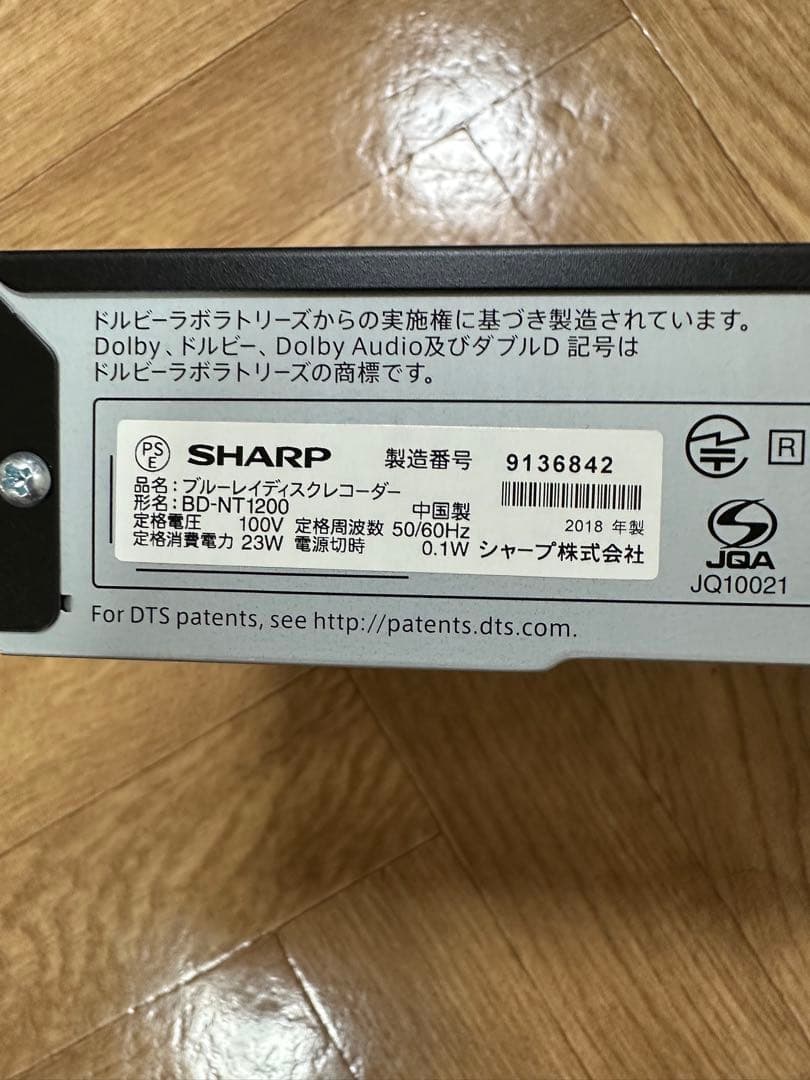 ドルビーラボラトリーズからの実施権に基づき製造されています。
Dolby、ドルビー、Dolby Audio及びダブルD 記号は
ドルビーラボラトリーズの商標です。
PS
E
SHARP 製造番号 9136842
品名：ブルーレイディスクレコーダー
形名：BD-NT1200 中国製
定格電圧 100V 定格周波数 50/60Hz 2018 年製
定格消費電力 23W 電源切時 0.1W シャープ株式会社
R
JQA
JQ10021
For DTS patents, see http://patents.dts.com.